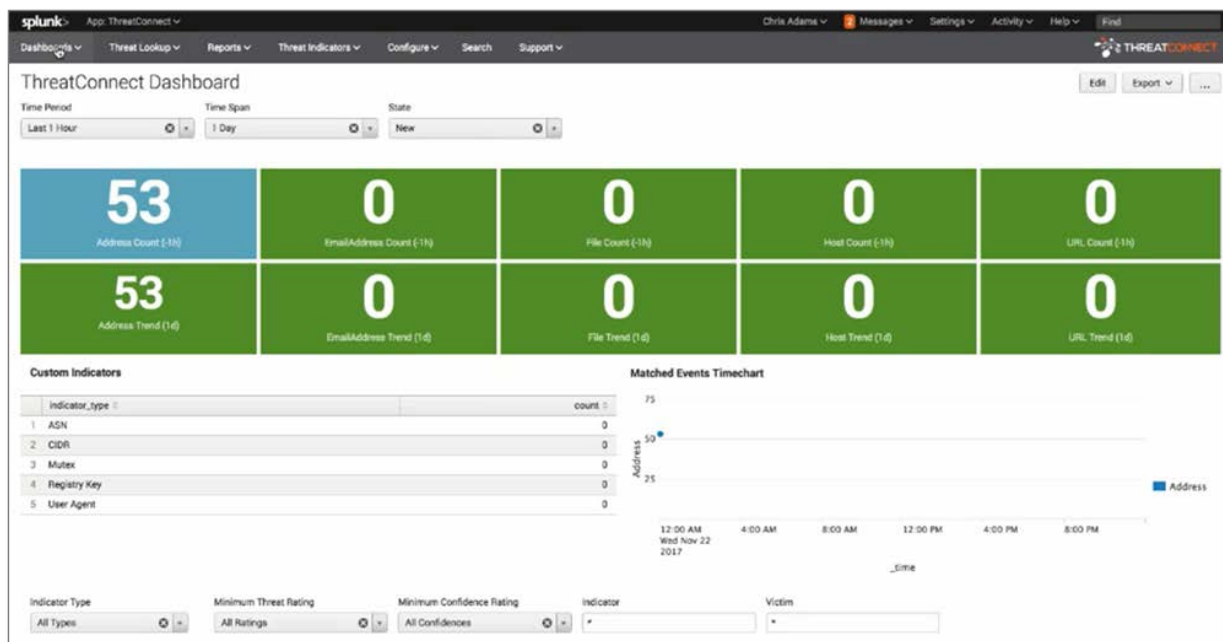 splunk> App: ThreatConnect Chris Adams 2 Messages Settings Activity Help Find
Dashboards Threat Lookup Reports Threat Indicators Configure Search Support THREATCONNECT
ThreatConnect Dashboard Edit Export ...
Time Period Time Span State
Last 1 Hour 1 Day New
53 0 0 0 0
Address Count (-1h) EmailAddress Count (-1h) File Count (-1h) Host Count (-1h) URL Count (-1h)
53 0 0 0 0
Address Trend (1d) EmailAddress Trend (1d) File Trend (1d) Host Trend (1d) URL Trend (1d)
Custom Indicators
indicator_type count
1 ASN 0
2 CIDR 0
3 Mutex 0
4 Registry Key 0
5 User Agent 0
Matched Events Timechart
75
50
25
Address
Address
12:00 AM 4:00 AM 8:00 AM 12:00 PM 4:00 PM 8:00 PM
Wed Nov 22
2017
_time
Indicator Type Minimum Threat Rating Minimum Confidence Rating Indicator Victim
All Types All Ratings All Confidences * *